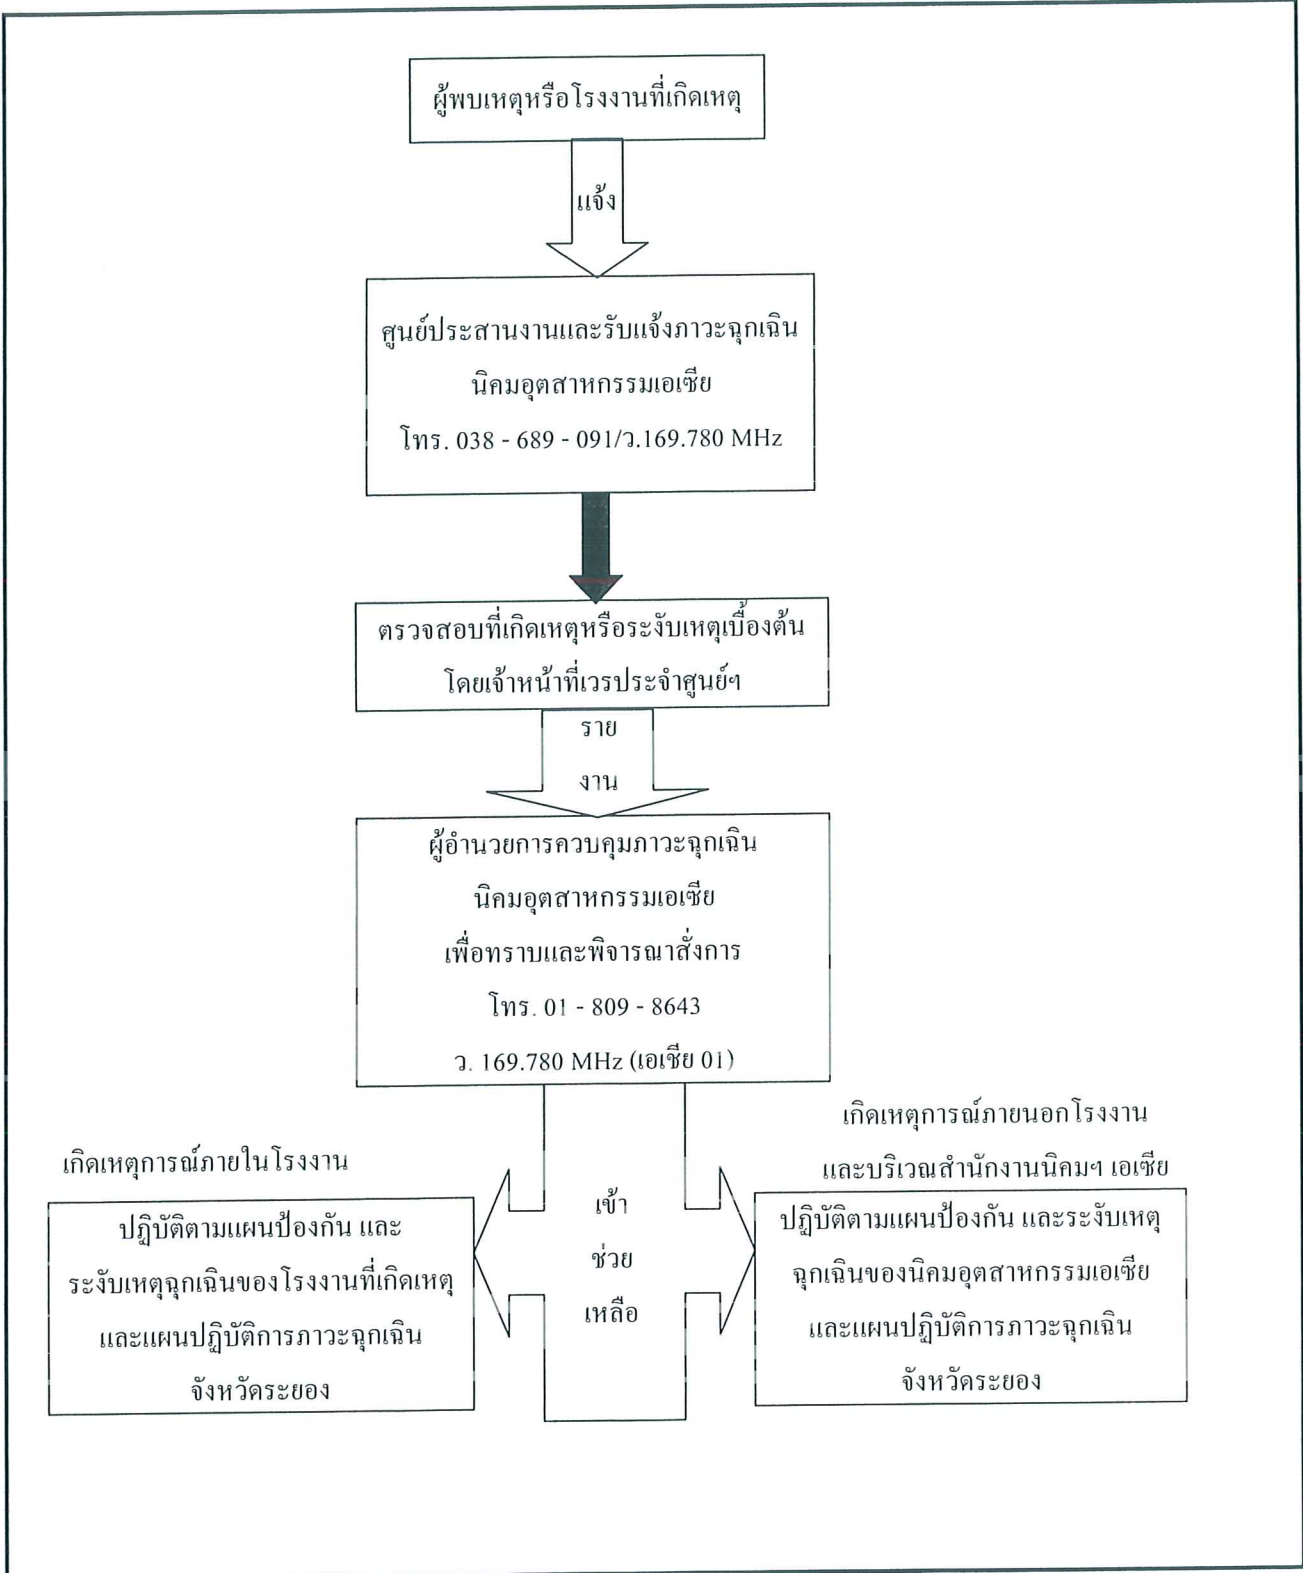 ผู้พบเหตุหรือโรงงานที่เกิดเหตุ
แจ้ง
ศูนย์ประสานงานและรับแจ้งภาวะฉุกเฉิน
นิคมอุตสาหกรรมเอเซีย
โทร. 038 - 689 - 091/ว.169.780 MHz
ตรวจสอบที่เกิดเหตุหรือระงับเหตุเบื้องต้น
โดยเจ้าหน้าที่เวรประจำศูนย์ฯ
ราย
งาน
ผู้อำนวยการควบคุมภาวะฉุกเฉิน
นิคมอุตสาหกรรมเอเซีย
เพื่อทราบและพิจารณาสั่งการ
โทร. 01 - 809 - 8643
ว. 169.780 MHz (เอเซีย 01)
เกิดเหตุการณ์ภายในโรงงาน
ปฏิบัติตามแผนป้องกัน และ
ระงับเหตุฉุกเฉินของโรงงานที่เกิดเหตุ
และแผนปฏิบัติการภาวะฉุกเฉิน
จังหวัดระยอง
เข้า
ช่วย
เหลือ
เกิดเหตุการณ์ภายนอกโรงงาน
และบริเวณสำนักงานนิคมฯ เอเซีย
ปฏิบัติตามแผนป้องกัน และระงับเหตุ
ฉุกเฉินของนิคมอุตสาหกรรมเอเซีย
และแผนปฏิบัติการภาวะฉุกเฉิน
จังหวัดระยอง